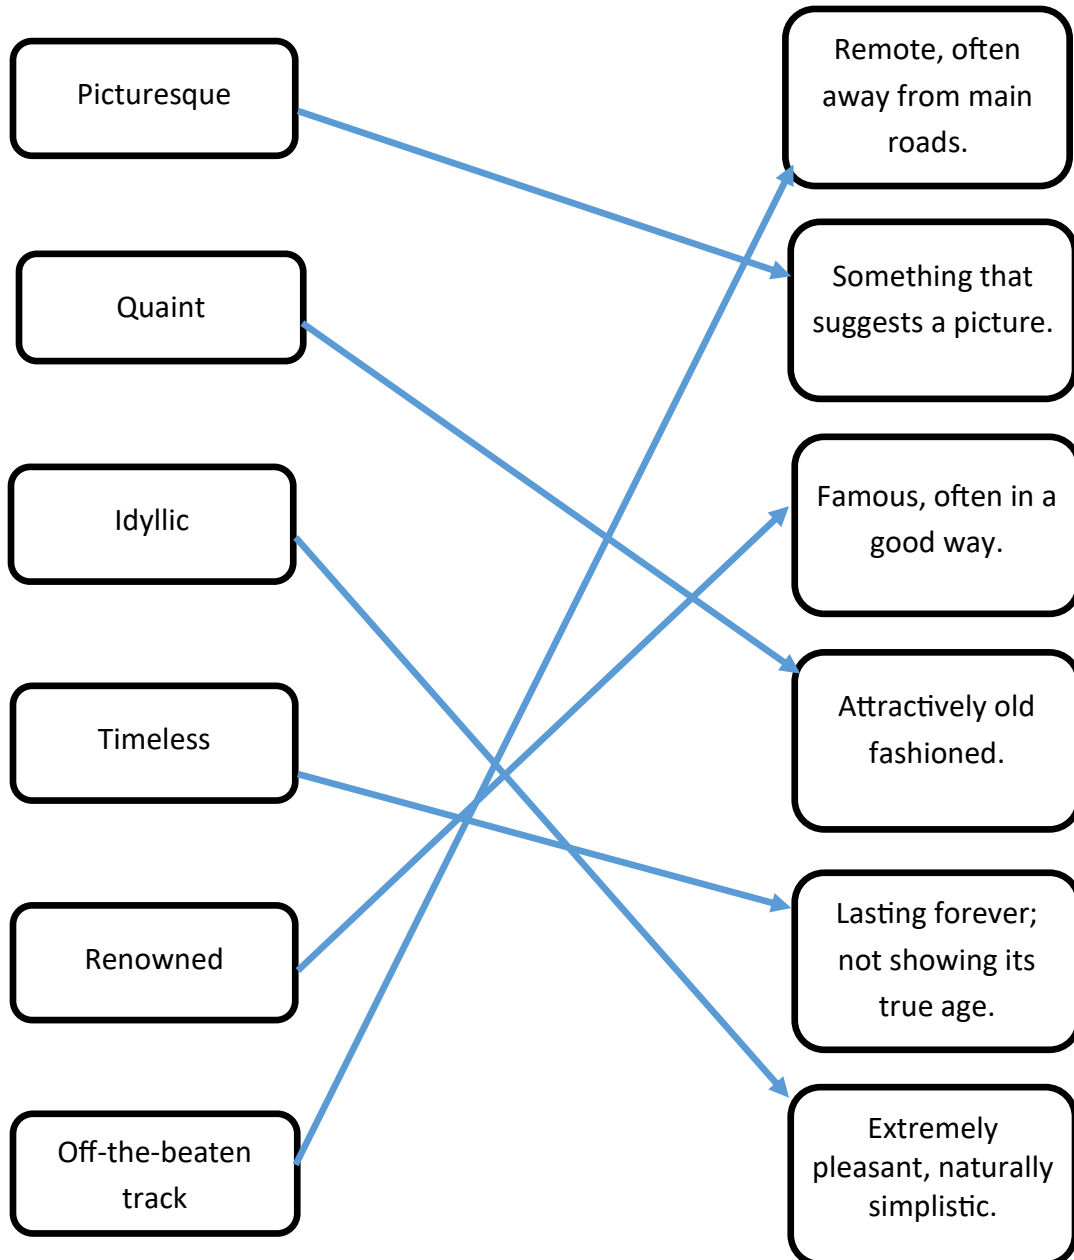 Picturesque
Quaint
Idyllic
Timeless
Renowned
Off-the-beaten
track
Remote, often
away from main
roads.
Something that
suggests a picture.
Famous, often in a
good way.
Attractively old
fashioned.
Lasting forever;
not showing its
true age.
Extremely
pleasant, naturally
simplistic.